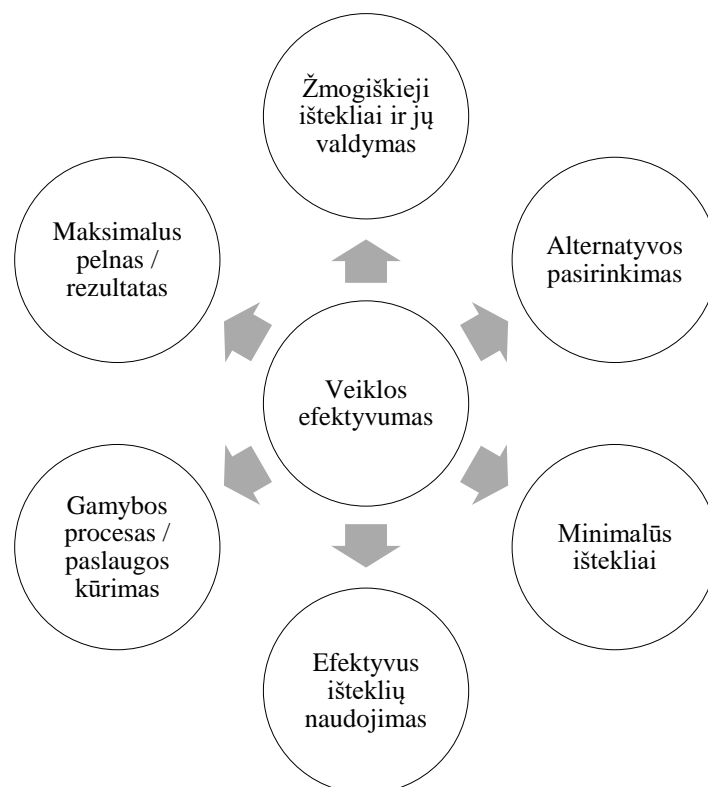 Žmogiškieji
ištekliai ir jų
valdymas
Maksimalus
pelnas /
rezultatas
Alternatyvos
pasirinkimas
Veiklos
efektyvumas
Gamybos
procesas /
paslaugos
kūrimas
Minimalūs
ištekliai
Efektyvus
išteklių
naudojimas